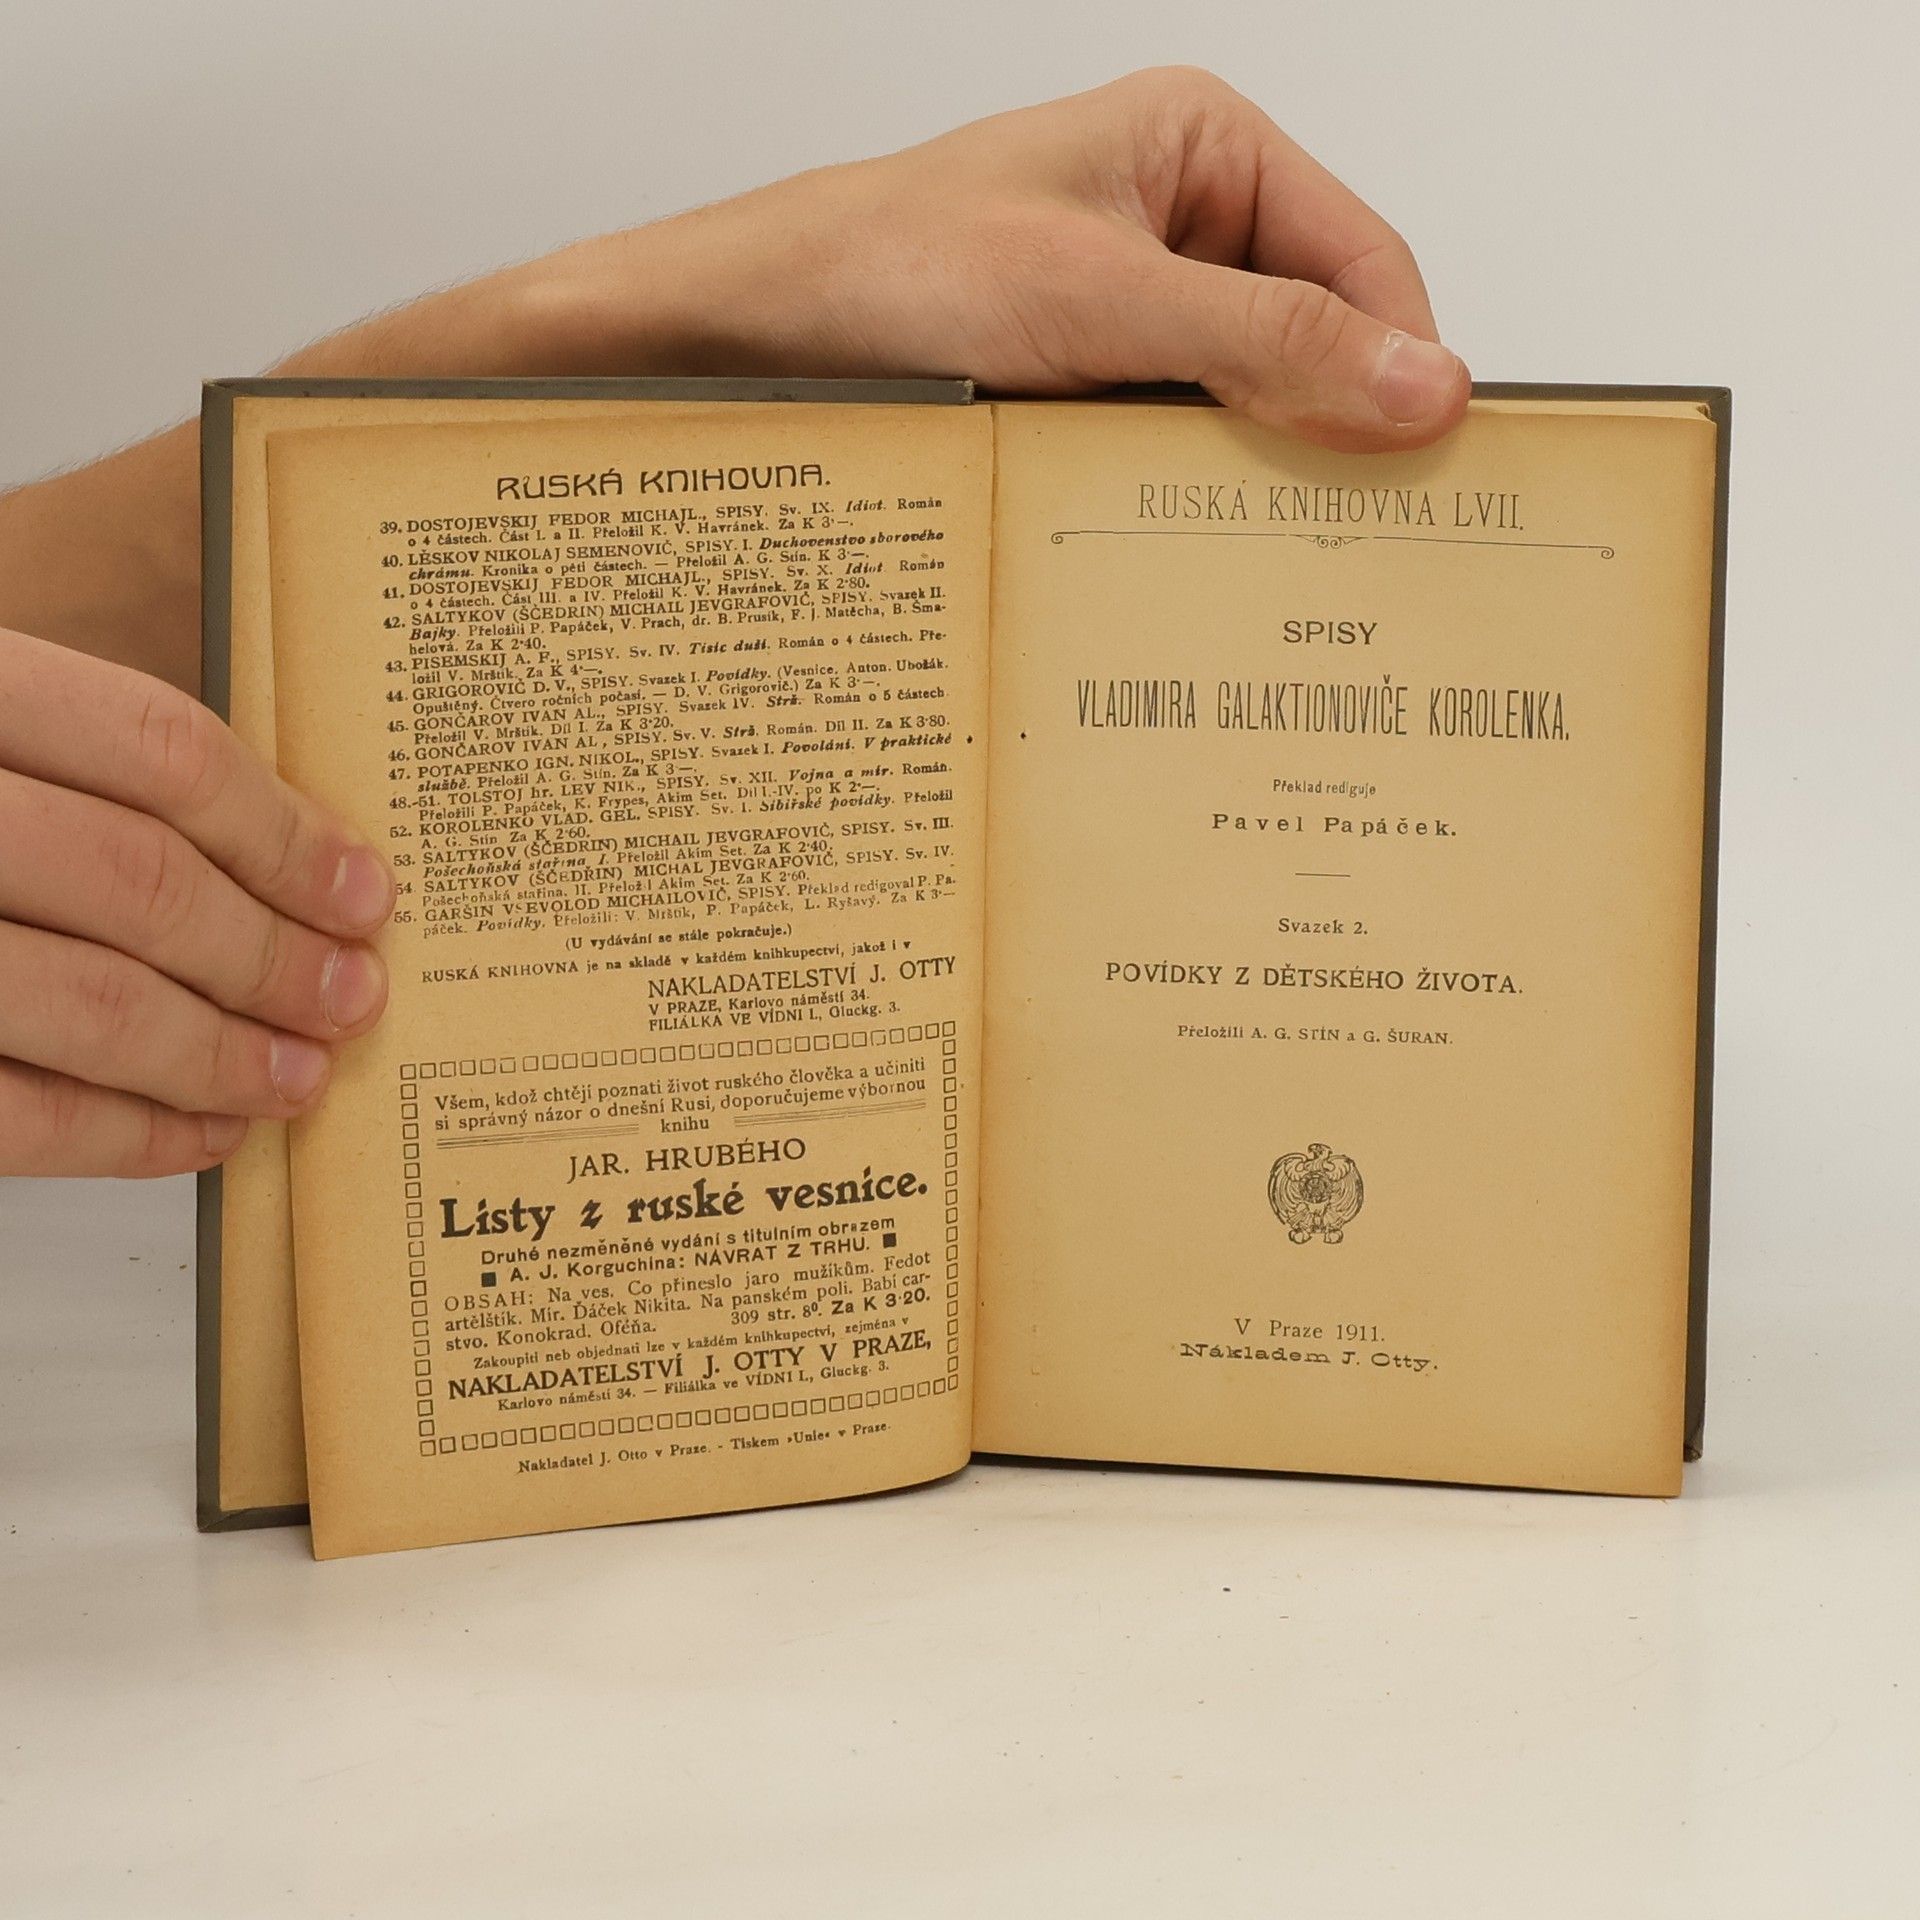 RUSKÁ KNIHOVNA.
39. DOSTOJEVSKIJ FEDOR MICHAJL., SPISY. Sv. IX. Idiot. Román
o 4 částech. Část I. a II. Přeložil K. V. Havránek. Za K 3·—.
40. LĚSKOV NIKOLAJ SEMENOVIČ, SPISY. I. Duchovenstvo sborového
chrámu. Kronika o pěti částech. — Přeložil A. G. Stín. K 3·—.
41. DOSTOJEVSKIJ FEDOR MICHAJL., SPISY. Sv. X. Idiot. Román
o 4 částech. Část III. a IV. Přeložil K. V. Havránek. Za K 2·80.
42. SALTYKOV (ŠČEDRIN) MICHAIL JEVGRAFOVIČ, SPISY. Svazek II.
Bajky. Přeložili P. Papáček, V. Prach, dr. B. Prusík, F. J. Matěcha, B. Šma-
helová. Za K 2·40.
43. PISEMSKIJ A. F., SPISY. Sv. IV. Tisíc duší. Román o 4 částech. Pře-
ložil V. Mrštík. Za K 4·—.
44. GRIGOROVIČ D. V., SPISY. Svazek I. Povídky. (Vesnice. Anton. Ubožák.
Opuštěný. Čtvero ročních počasí. — D. V. Grigorovič.) Za K 3·—.
45. GONČAROV IVAN AL., SPISY. Svazek IV. Strž. Román o 5 částech.
Přeložil V. Mrštík. Díl I. Za K 3·20.
46. GONČAROV IVAN AL, SPISY. Sv. V. Strž. Román. Díl II. Za K 3·80.
47. POTAPENKO IGN. NIKOL., SPISY. Svazek I. Povolání. V praktické
službě. Přeložil A. G. Stín. Za K 3·—.
48.-51. TOLSTOJ hr. LEV NIK., SPISY. Sv. XII. Vojna a mír. Román.
Přeložili P. Papáček, K. Frypes, Akim Set. Díl I.-IV. po K 2·—.
52. KOROLENKO VLAD. GEL. SPISY. Sv. I. Sibiřské povídky. Přeložil
A. G. Stín Za K 2·60.
53. SALTYKOV (ŠČEDRIN) MICHAIL JEVGRAFOVIČ, SPISY. Sv. III.
Pošechoňská stařina, I. Přeložil Akim Set. Za K 2·40.
54. SALTYKOV (ŠČEDŘIN) MICHAL JEVGRAFOVIČ, SPISY. Sv. IV.
Pošechoňská stařina. II. Přelož l Akim Set. Za K 2·60.
55. GARŠIN VSEVOLOD MICHAILOVIČ, SPISY. Překlad redigoval P. Pa-
páček. Povídky. Přeložili: V. Mrštík, P. Papáček, L. Ryšavý. Za K 3·—
(U vydávání se stále pokračuje.)
RUSKÁ KNIHOVNA je na skladě v každém knihkupectví, jakož i v
NAKLADATELSTVÍ J. OTTY
V PRAZE, Karlovo náměstí 34.
FILIÁLKA VE VÍDNI I., Gluckg. 3.
Všem, kdož chtějí poznati život ruského člověka a učiniti
si správný názor o dnešní Rusi, doporučujeme výbornou
knihu
JAR. HRUBÉHO
Listy z ruské vesnice.
Druhé nezměněné vydání s titulním obrazem
A. J. Korguchina: NÁVRAT Z TRHU.
OBSAH: Na ves. Co přineslo jaro mužíkům. Fedot
artělštík. Mir. Ďáček Nikita. Na panském poli. Babí car-
stvo. Konokrad. Oféňa. 309 str. 8⁰. Za K 3·20.
Zakoupiti neb objednati lze v každém knihkupectví, zejména v
NAKLADATELSTVÍ J. OTTY V PRAZE,
Karlovo náměstí 34. — Filiálka ve VÍDNI I., Gluckg. 3.
Nakladatel J. Otto v Praze. - Tiskem »Unie« v Praze.
RUSKÁ KNIHOVNA LVII.
SPISY
VLADIMIRA GALAKTIONOVIČE KOROLENKA.
Překlad rediguje
Pavel Papáček.
Svazek 2.
POVÍDKY Z DĚTSKÉHO ŽIVOTA.
Přeložili A. G. STÍN a G. ŠURAN.
V Praze 1911.
Nákladem J. Otty.